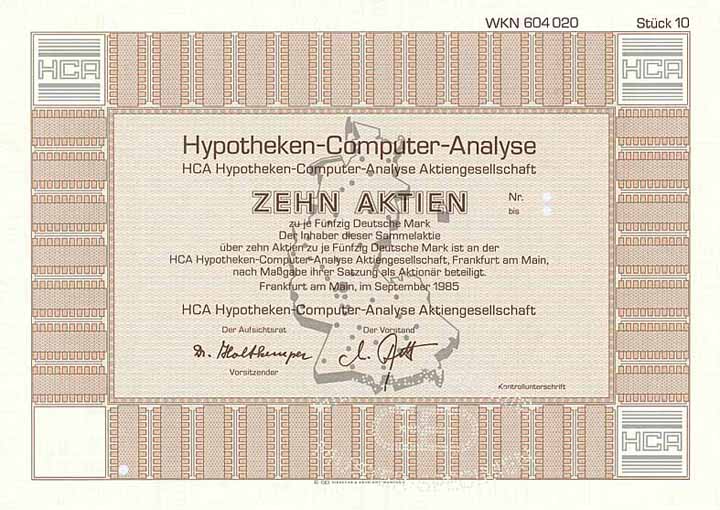 WKN 604 020 Stück 10
HCA HCA
Hypotheken-Computer-Analyse
HCA Hypotheken-Computer-Analyse Aktiengesellschaft
ZEHN AKTIEN
Nr.
bis
zu je Fünfzig Deutsche Mark
Der Inhaber dieser Sammelaktie
über zehn Aktien zu je Fünfzig Deutsche Mark ist an der
HCA Hypotheken-Computer-Analyse Aktiengesellschaft, Frankfurt am Main,
nach Maßgabe ihrer Satzung als Aktionär beteiligt.
Frankfurt am Main, im September 1985
HCA Hypotheken-Computer-Analyse Aktiengesellschaft
Der Aufsichtsrat Der Vorstand
Dr. Holtkemper
Vorsitzender
Kontrollunterschrift
HCA